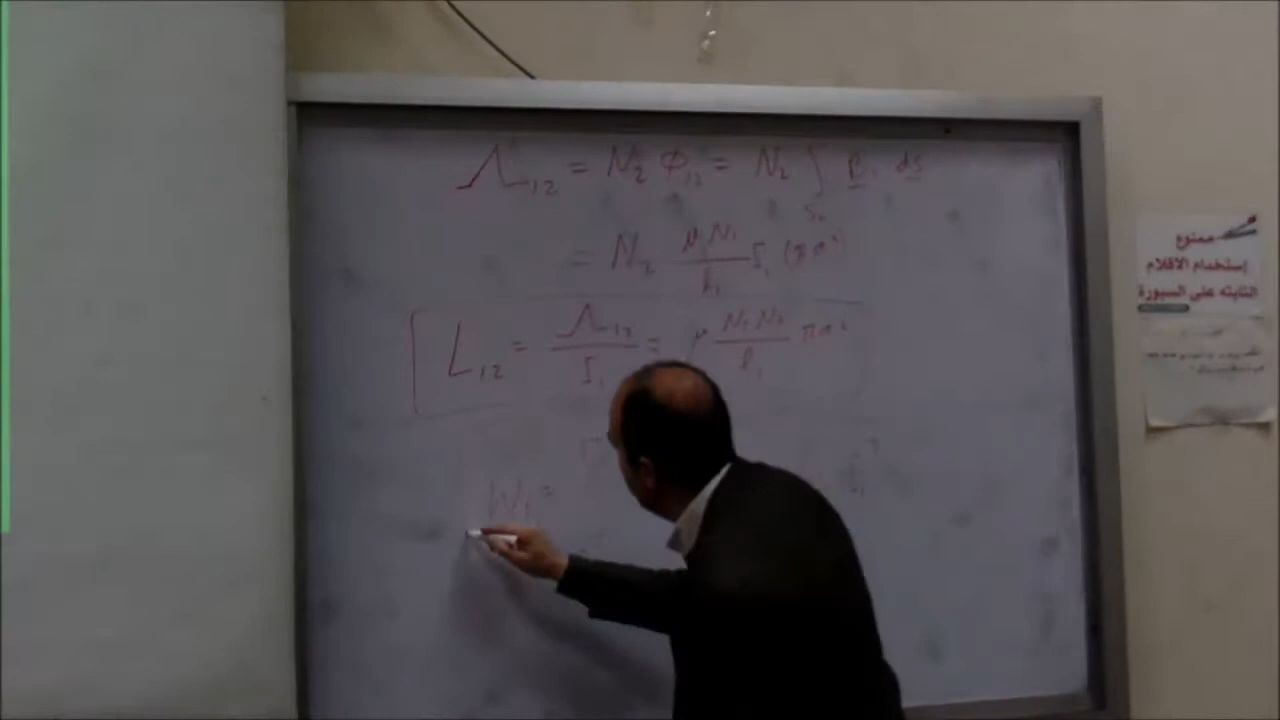 Λ₁₂ = N₂ Φ₁₂ = N₂ ∫ B₁ ds
= N₂ μN₁/l₁ I₁ (πa²)
L₁₂ = Λ₁₂/I₁ = μ N₁N₂/l₁ πa²
W₁ =
ممنوع
إستخدام الاقلام
الثابته على السبورة